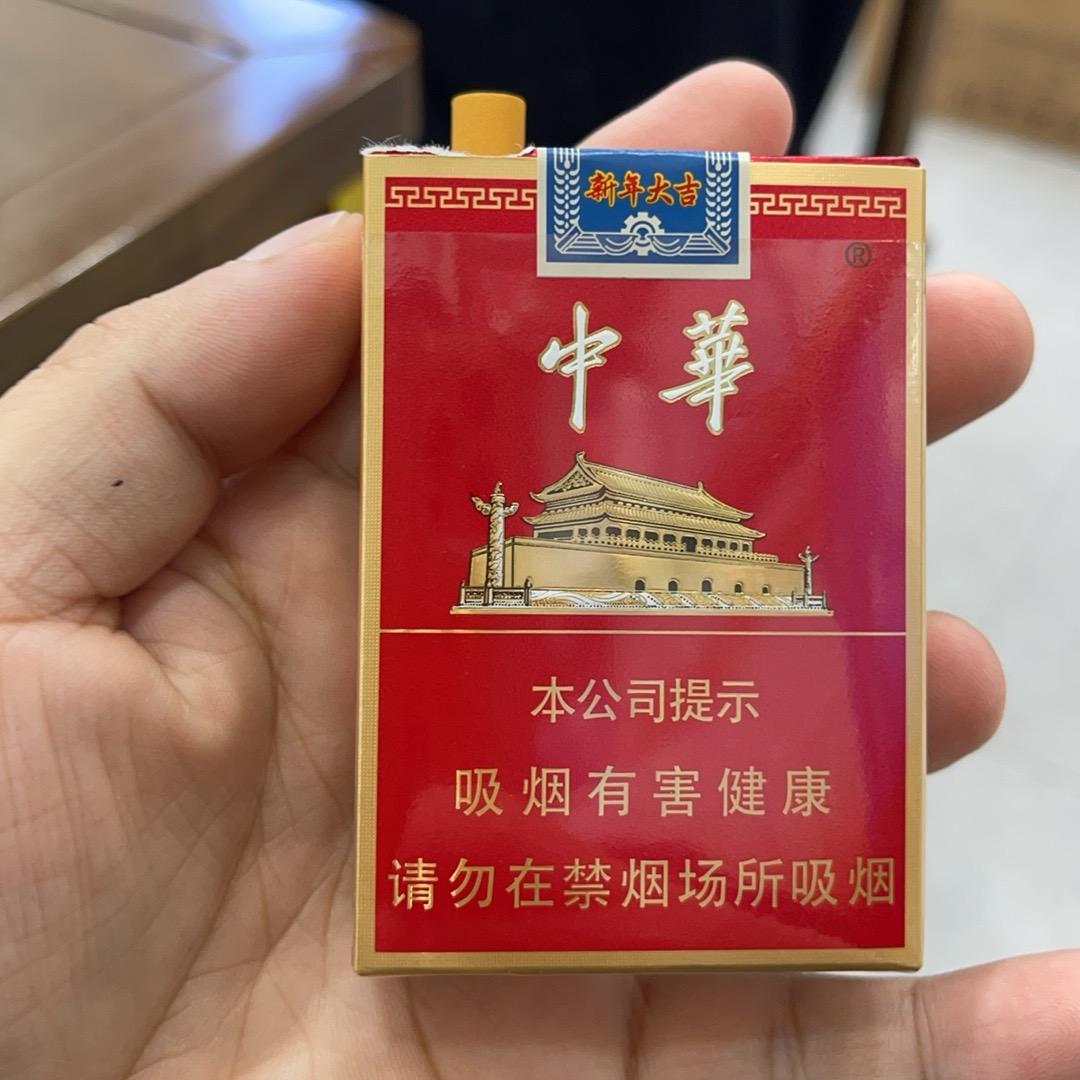 新年大吉
®
中華
本公司提示
吸烟有害健康
请勿在禁烟场所吸烟